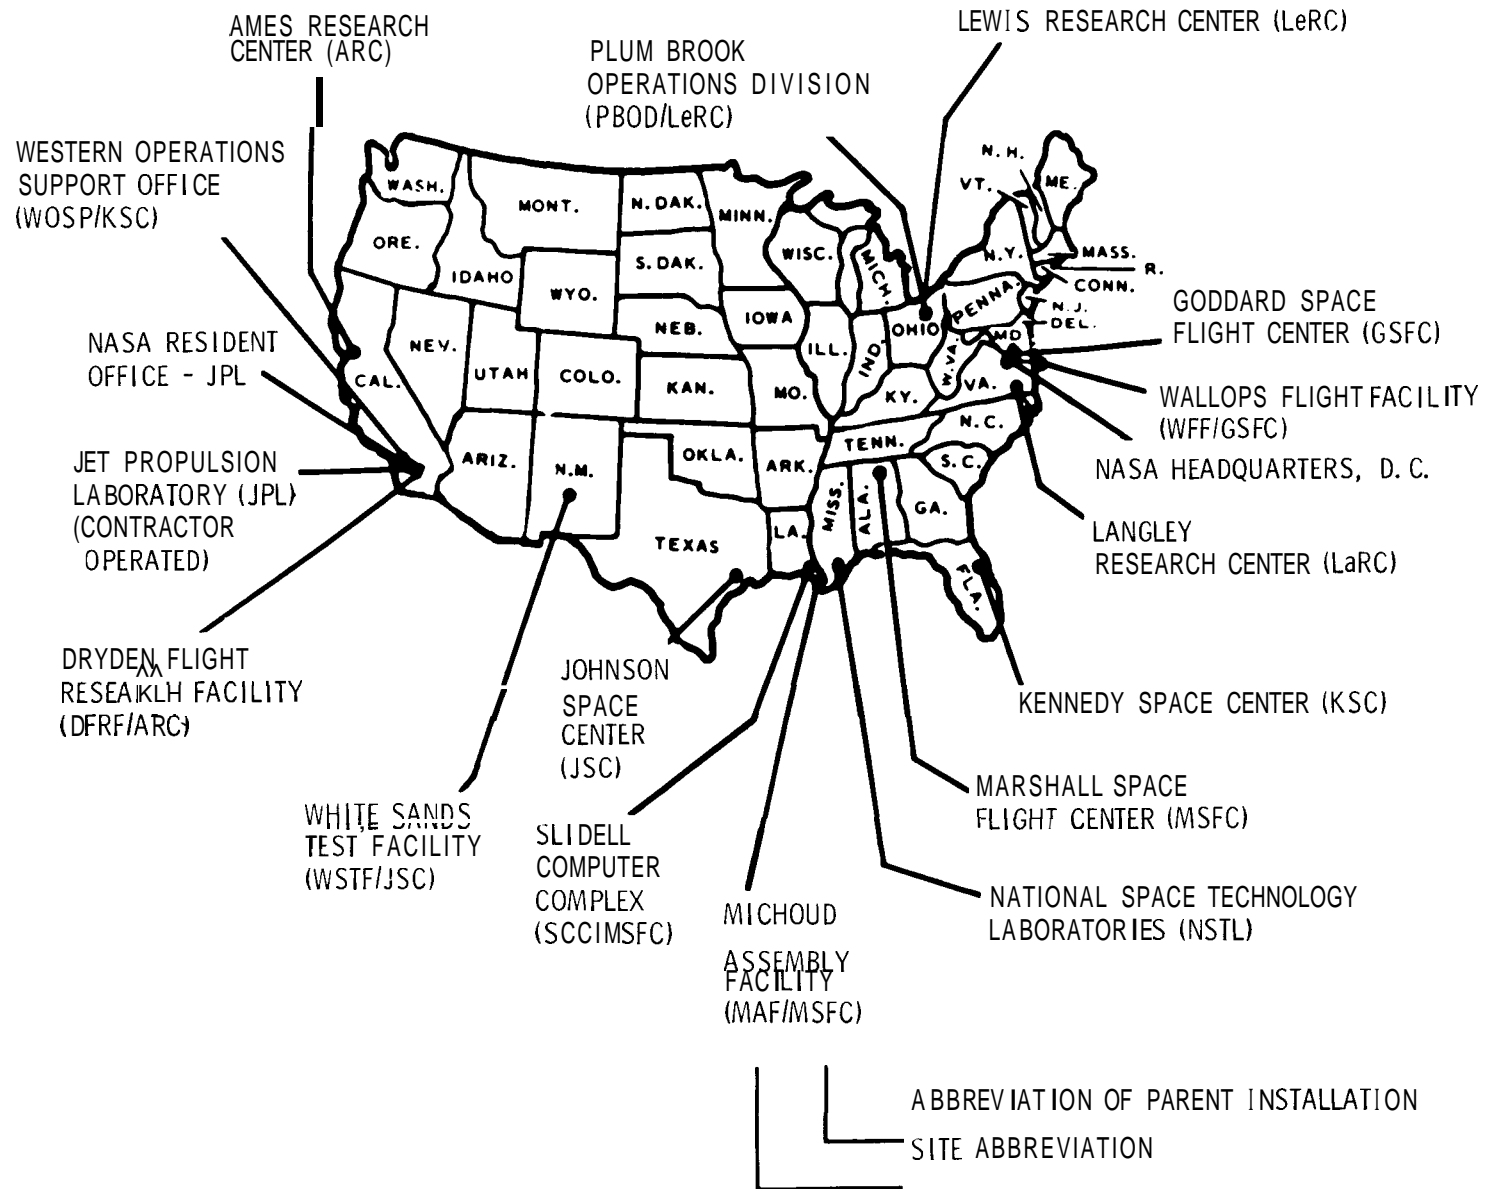 AMES RESEARCH
CENTER (ARC)
LEWIS RESEARCH CENTER (LeRC)
PLUM BROOK
OPERATIONS DIVISION
(PBOD/LeRC)
WESTERN OPERATIONS
SUPPORT OFFICE
(WOSP/KSC)
NASA RESIDENT
OFFICE - JPL
JET PROPULSION
LABORATORY (JPL)
(CONTRACTOR
OPERATED)
DRYDEN FLIGHT
FACILITY
(DFRF/ARC)
WHITE SANDS
TEST FACILITY
(WSTF/JSC)
JOHNSON
SPACE
CENTER
(JSC)
SLIDELL
COMPUTER
COMPLEX
(SCCIMSFC)
MICHOUD
ASSEMBLY
FACILITY
(MAF/MSFC)
NATIONAL SPACE TECHNOLOGY
LABORATORIES (NSTL)
MARSHALL SPACE
FLIGHT CENTER (MSFC)
KENNEDY SPACE CENTER (KSC)
LANGLEY
RESEARCH CENTER (LaRC)
NASA HEADQUARTERS, D. C.
WALLOPS FLIGHT FACILITY
(WFF/GSFC)
GODDARD SPACE
FLIGHT CENTER (GSFC)
WASH.
ORE.
CAL.
NEV.
IDAHO
MONT.
WYO.
UTAH
COLO.
ARIZ.
N.M.
N. DAK.
S. DAK.
NEB.
KAN.
OKLA.
TEXAS
MINN.
IOWA
MO.
ARK.
LA.
WISC.
ILL.
MICH.
IND.
OHIO
KY.
TENN.
MISS.
ALA.
GA.
FLA.
S.C.
N.C.
VA.
W.VA.
MD
PENNA.
N.Y.
VT.
N.H.
ME.
MASS.
R.
CONN.
N.J.
DEL.
ABBREVIATION OF PARENT INSTALLATION
SITE ABBREVIATION